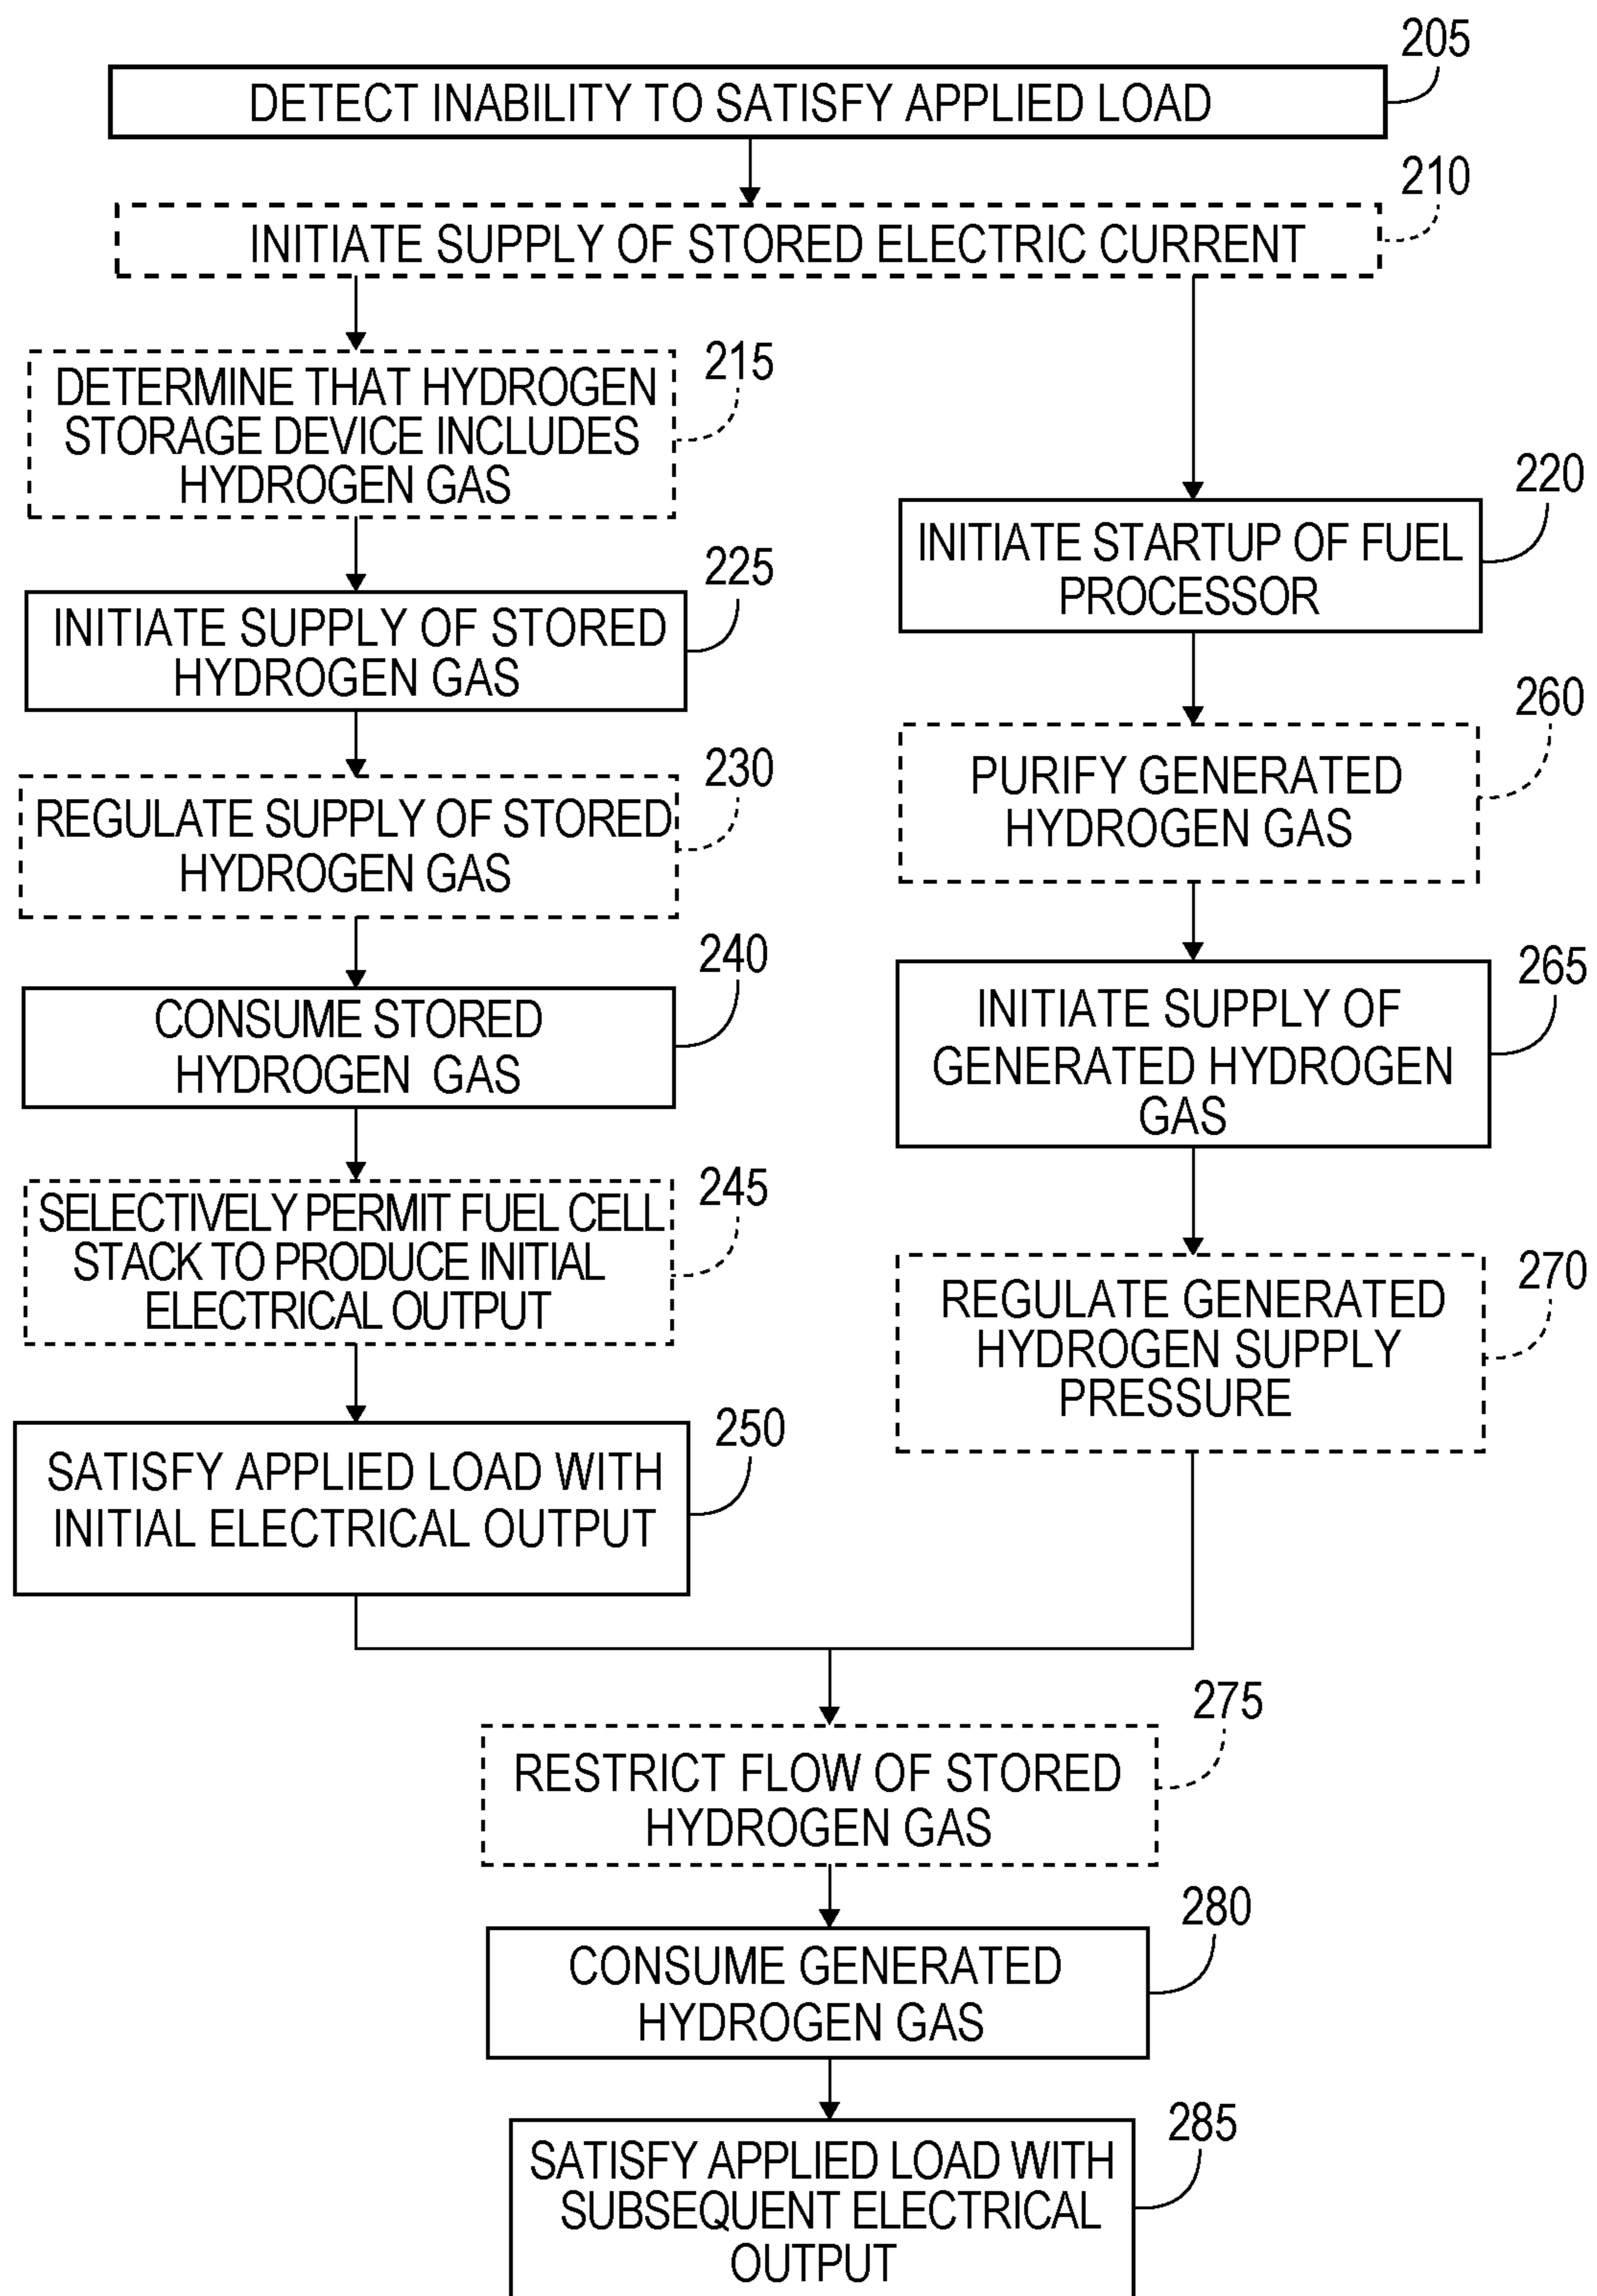 205
DETECT INABILITY TO SATISFY APPLIED LOAD
210
INITIATE SUPPLY OF STORED ELECTRIC CURRENT
215
DETERMINE THAT HYDROGEN
STORAGE DEVICE INCLUDES
HYDROGEN GAS
225
INITIATE SUPPLY OF STORED
HYDROGEN GAS
230
REGULATE SUPPLY OF STORED
HYDROGEN GAS
240
CONSUME STORED
HYDROGEN GAS
245
SELECTIVELY PERMIT FUEL CELL
STACK TO PRODUCE INITIAL
ELECTRICAL OUTPUT
250
SATISFY APPLIED LOAD WITH
INITIAL ELECTRICAL OUTPUT
220
INITIATE STARTUP OF FUEL
PROCESSOR
260
PURIFY GENERATED
HYDROGEN GAS
265
INITIATE SUPPLY OF
GENERATED HYDROGEN
GAS
270
REGULATE GENERATED
HYDROGEN SUPPLY
PRESSURE
275
RESTRICT FLOW OF STORED
HYDROGEN GAS
280
CONSUME GENERATED
HYDROGEN GAS
285
SATISFY APPLIED LOAD WITH
SUBSEQUENT ELECTRICAL
OUTPUT